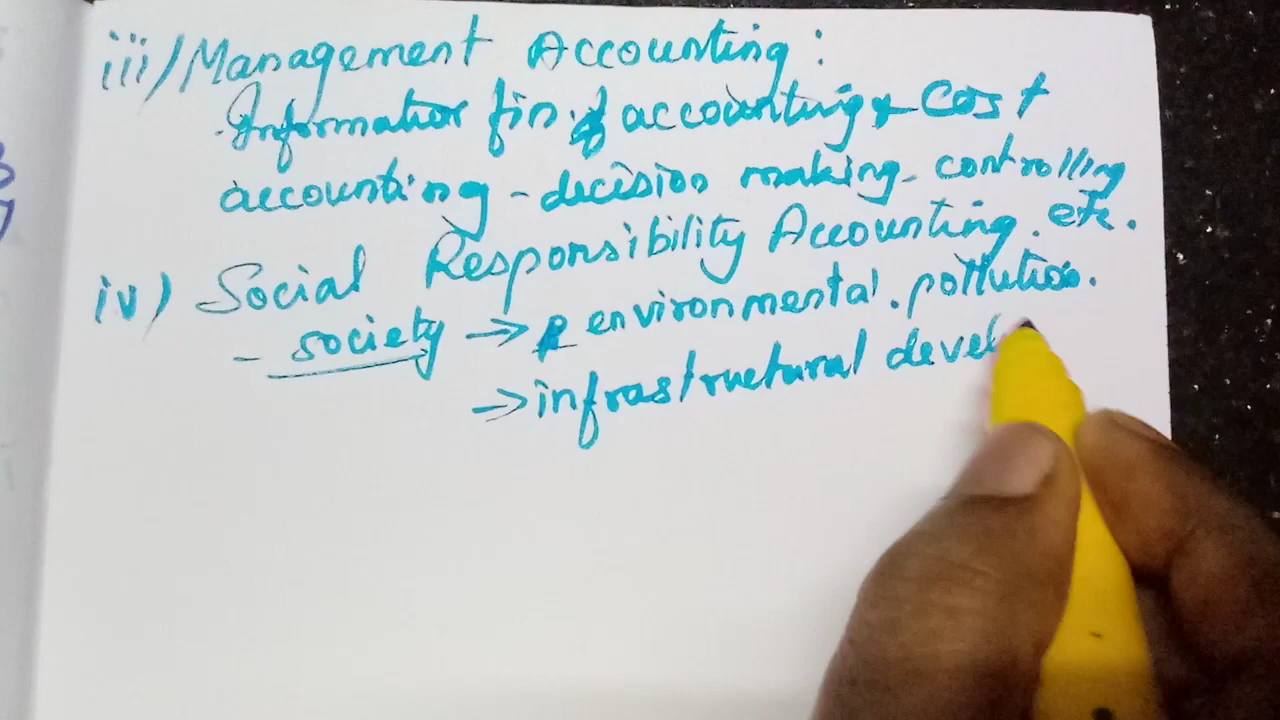 iii) Management Accounting :
- Information fin. accounting & Cost
accounting - decision making - controlling
etc.
iv) Social Responsibility Accounting.
- society → environmental. pollution.
→ infrastructural devel